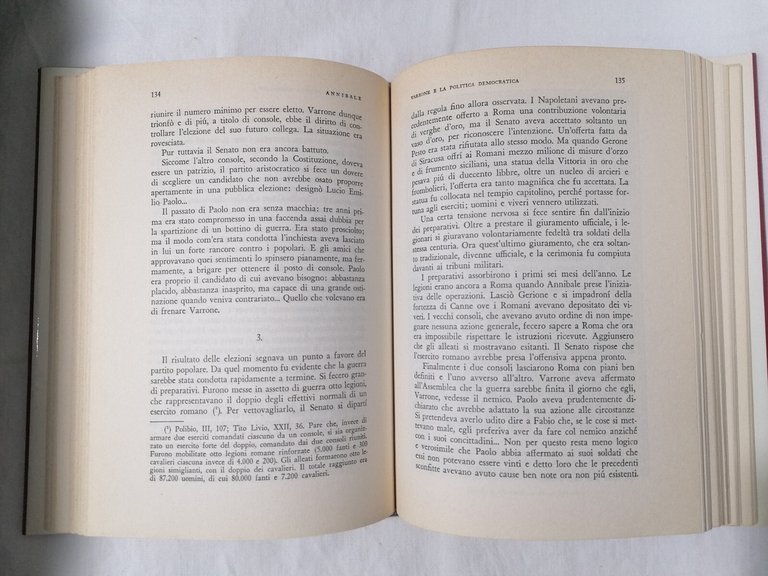 134
ANNIBALE
riunire il numero minimo per essere eletto. Varrone dunque
trionfò e di piú, a titolo di console, ebbe il diritto di con-
trollare l'elezione del suo futuro collega. La situazione era
rovesciata.
Pur tuttavia il Senato non era ancora battuto.
Siccome l'altro console, secondo la Costituzione, doveva
essere un patrizio, il partito aristocratico si fece un dovere
di scegliere un candidato che non avrebbe osato proporre
apertamente in una pubblica elezione: designò Lucio Emi-
lio Paolo...
Il passato di Paolo non era senza macchia: tre anni pri-
ma era stato compromesso in una faccenda assai dubbia per
la spartizione di un bottino di guerra. Era stato prosciolto;
ma il modo com'era stata condotta l'inchiesta aveva lasciato
in lui un forte rancore contro i popolari. E gli amici che
approvavano quei sentimenti lo spinsero pianamente, ma fer-
mamente, a brigare per ottenere il posto di console. Paolo
era proprio il candidato di cui avevano bisogno: abbastanza
placido, abbastanza inasprito, ma capace di una grande osti-
nazione quando veniva contrariato... Quello che volevano era
di frenare Varrone.
3.
Il risultato delle elezioni segnava un punto a favore del
partito popolare. Da quel momento fu evidente che la guerra
sarebbe stata condotta rapidamente a termine. Si fecero gran-
di preparativi. Furono messe in assetto di guerra otto legioni,
che rappresentavano il doppio degli effettivi normali di un
esercito romano (¹). Per vettovagliarlo, il Senato si dipartí
(¹) Polibio, III, 107; Tito Livio, XXII, 36. Pare che, invece di
armare due eserciti comandati ciascuno da un console, si sia organiz-
zato un esercito forte del doppio, comandato dai due consoli riuniti.
Furono mobilitate otto legioni romane rinforzate (5.000 fanti e 300
cavalieri ciascuna invece di 4.000 e 200). Gli alleati formarono otto le-
gioni simiglianti, con il doppio dei cavalieri. Il totale raggiunto era
di 87.200 uomini, di cui 80.000 fanti e 7.200 cavalieri.
VARRONE E LA POLITICA DEMOCRATICA
135
dalla regola fino allora osservata. I Napoletani avevano pre-
cedentemente offerto a Roma una contribuzione volontaria
di verghe d'oro, ma il Senato aveva accettato soltanto un
pezzo, per riconoscere l'intenzione. Un'offerta fatta da
Pesto era stata rifiutata allo stesso modo. Ma quando Gerone
di Siracusa offrí ai Romani mezzo milione di misure d'orzo
e di frumento siciliani, una statua della Vittoria in oro che
pesava piú di duecento libbre, oltre un nucleo di arcieri e
frombolieri, l'offerta era tanto magnifica che fu accettata. La
statua fu collocata nel tempio capitolino, perché portasse for-
tuna agli eserciti; uomini e viveri vennero utilizzati.
Una certa tensione nervosa si fece sentire fin dall'inizio
dei preparativi. Oltre a prestare il giuramento ufficiale, i le-
gionari si giuravano volontariamente fedeltà tra soldati della
stessa centuria. Ora quest'ultimo giuramento, che era soltan-
to tradizionale, divenne ufficiale, e la cerimonia fu compiuta
davanti ai tribuni militari.
I preparativi assorbirono i primi sei mesi dell'anno. Le
legioni erano ancora a Roma quando Annibale prese l'inizia-
tiva delle operazioni. Lasciò Gerione e si impadroní della
fortezza di Canne ove i Romani avevano depositato dei vi-
veri. I vecchi consoli, che avevano avuto ordine di non impe-
gnare nessuna azione generale, fecero sapere a Roma che era
impossibile rispettare le istruzioni ricevute. Aggiunsero
che gli alleati si mostravano esitanti. Il Senato rispose che
l'esercito romano avrebbe preso l'offensiva appena pronto.
Finalmente i due consoli lasciarono Roma con piani ben
definiti e l'uno avverso all'altro. Varrone aveva affermato
all'Assemblea che la guerra sarebbe finita il giorno che egli,
Varrone, vedesse il nemico. Paolo aveva prudentemente di-
chiarato che avrebbe adattato la sua azione alle circostanze
Si pretendeva averlo udito dire a Fabio che, se le cose si
mettevano male, egli preferiva aver da fare col nemico anziché
con i suoi concittadini... Non per questo resta meno logico
e verosimile che Paolo abbia affermato ai suoi soldati che
essi non potevano essere vinti e detto loro che le precedenti
sconfitte avevano avuto cause ben note ora non piú esistenti.